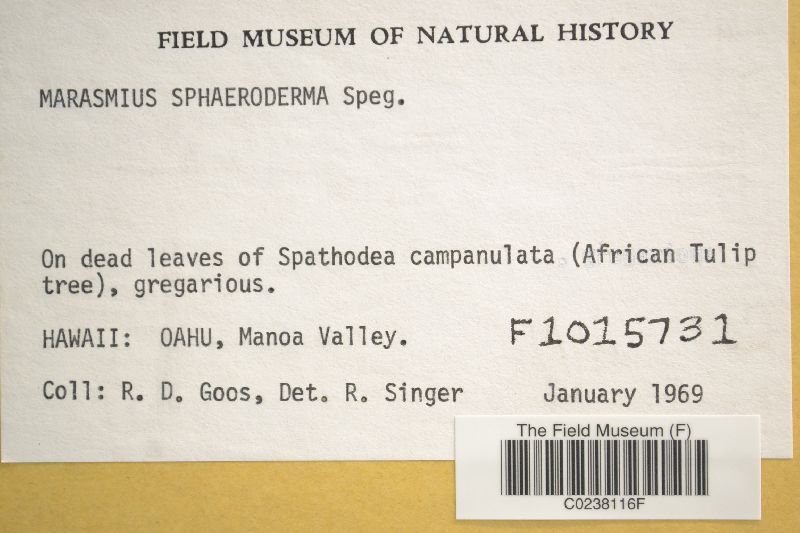 FIELD MUSEUM OF NATURAL HISTORY
MARASMIUS SPHAERODERMA Speg.
On dead leaves of Spathodea campanulata (African Tulip
tree), gregarious.
HAWAII: OAHU, Manoa Valley.
F1015731
Coll: R. D. Goos, Det. R. Singer January 1969
The Field Museum (F)
C0238116F